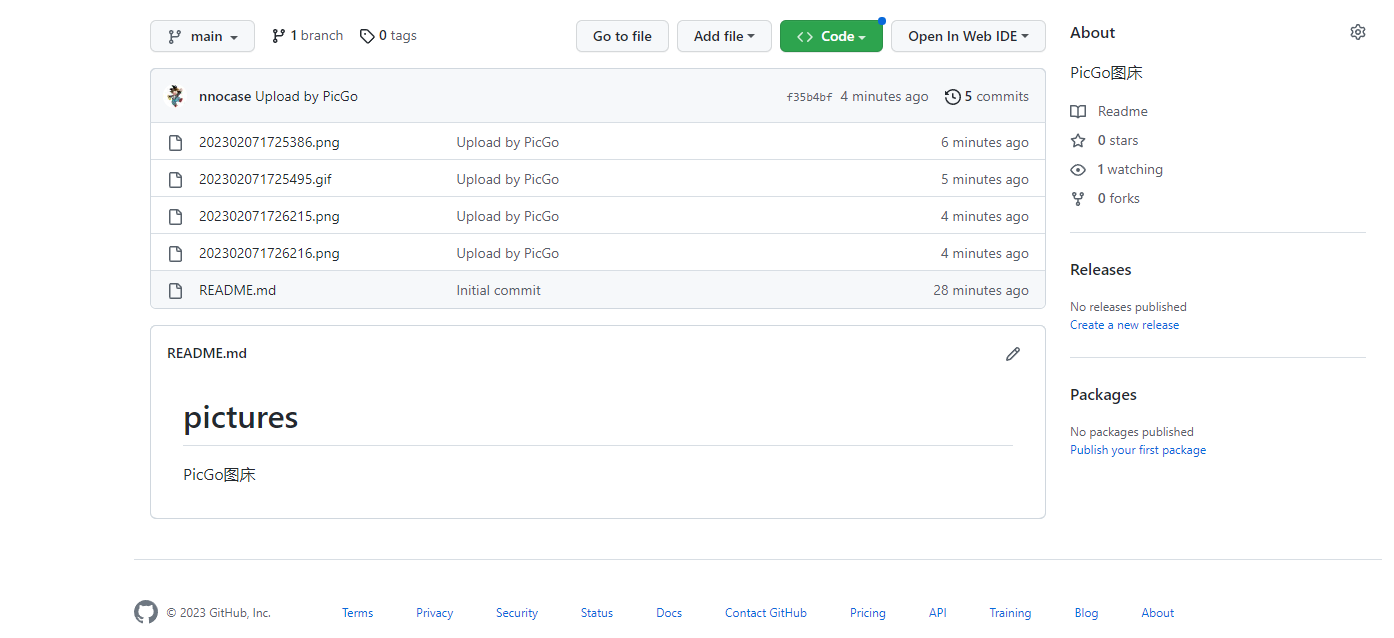 main
1 branch
0 tags
Go to file
Add file
Code
Open In Web IDE
nnocase Upload by PicGo
f35b4bf 4 minutes ago
5 commits
202302071725386.png Upload by PicGo 6 minutes ago
202302071725495.gif Upload by PicGo 5 minutes ago
202302071726215.png Upload by PicGo 4 minutes ago
202302071726216.png Upload by PicGo 4 minutes ago
README.md Initial commit 28 minutes ago
README.md
pictures
PicGo图床
About
PicGo图床
Readme
0 stars
1 watching
0 forks
Releases
No releases published
Create a new release
Packages
No packages published
Publish your first package
© 2023 GitHub, Inc. Terms Privacy Security Status Docs Contact GitHub Pricing API Training Blog About